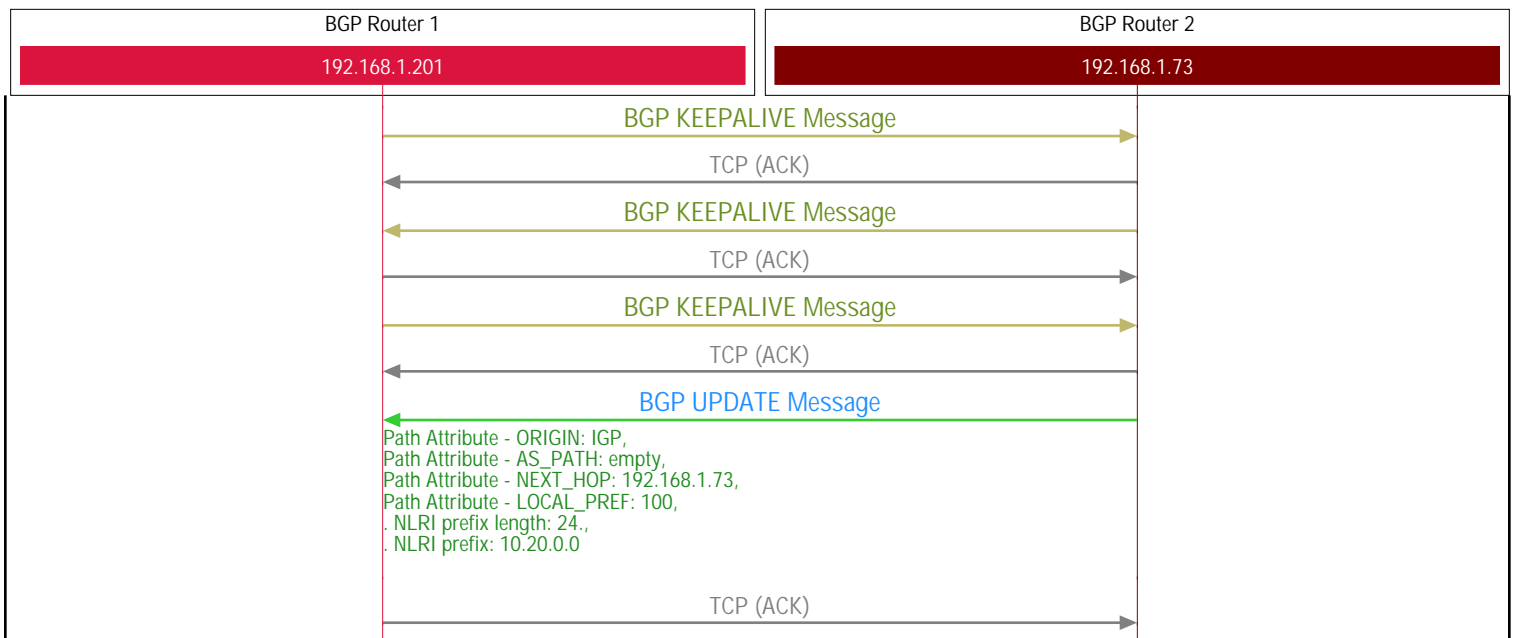 BGP Router 1
BGP Router 2
192.168.1.201
192.168.1.73
BGP KEEPALIVE Message
TCP (ACK)
BGP KEEPALIVE Message
TCP (ACK)
BGP KEEPALIVE Message
TCP (ACK)
BGP UPDATE Message
Path Attribute - ORIGIN: IGP,
Path Attribute - AS_PATH: empty,
Path Attribute - NEXT_HOP: 192.168.1.73,
Path Attribute - LOCAL_PREF: 100,
. NLRI prefix length: 24.,
. NLRI prefix: 10.20.0.0
TCP (ACK)